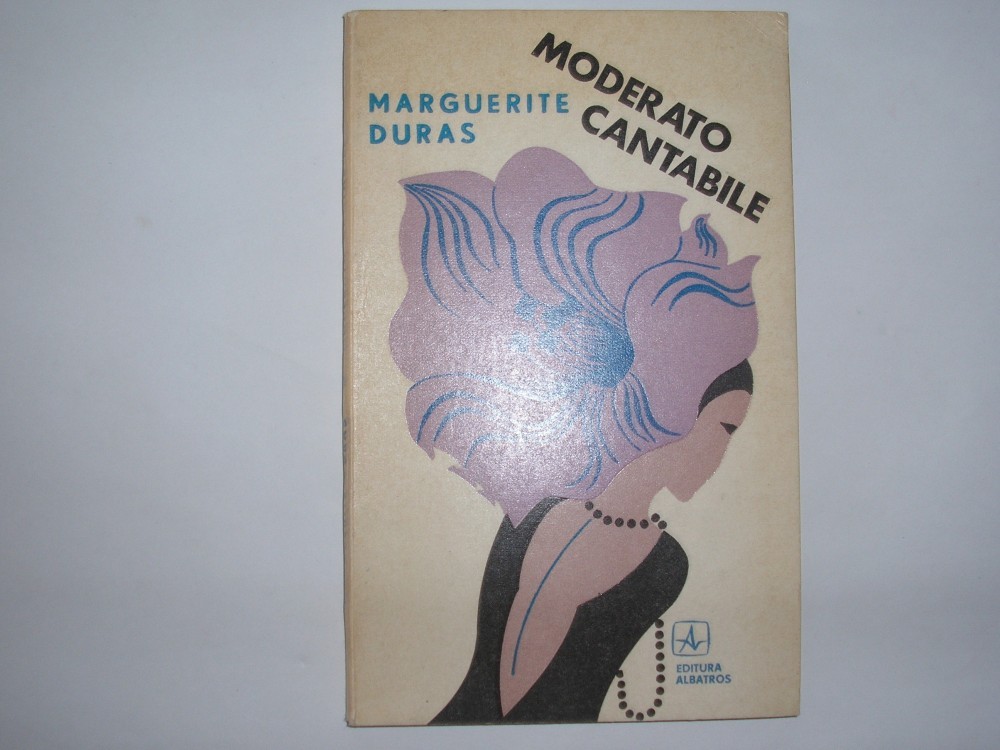 MARGUERITE
DURAS
MODERATO
CANTABILE
EDITURA
ALBATROS